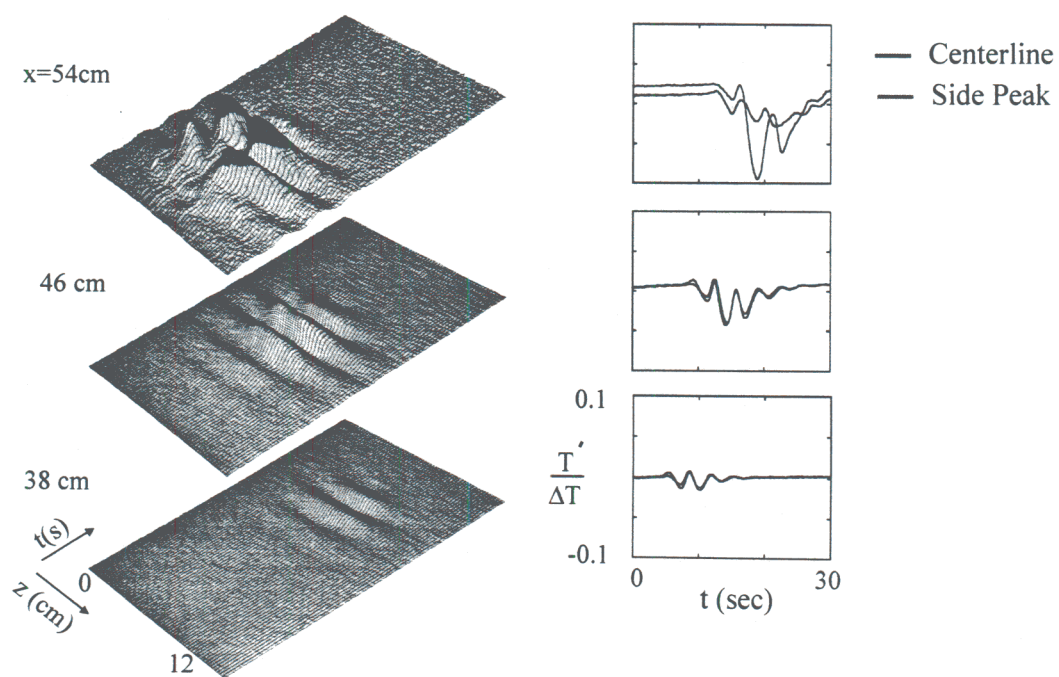 x=54cm
46 cm
38 cm
t(s)
0
z (cm)
12
Centerline
Side Peak
0.1
T'
ΔT
-0.1
0
30
t (sec)